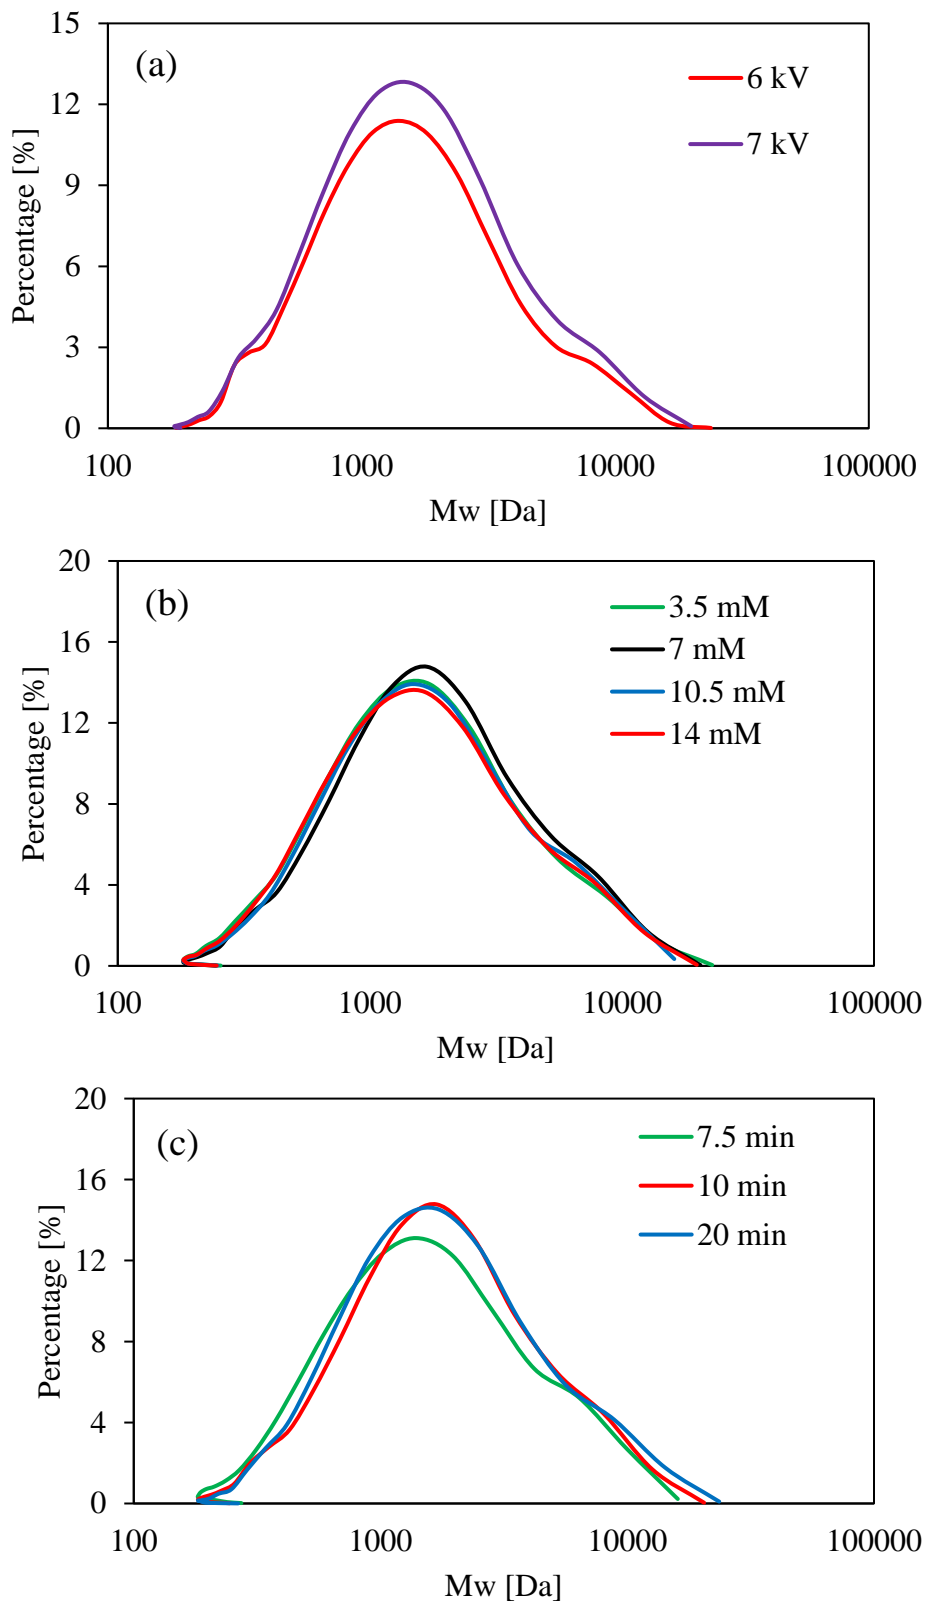 (a)
15
12
9
6
3
0
Percentage [%]
6 kV
7 kV
100 1000 10000 100000
Mw [Da]
(b)
20
16
12
8
4
0
Percentage [%]
3.5 mM
7 mM
10.5 mM
14 mM
100 1000 10000 100000
Mw [Da]
(c)
20
16
12
8
4
0
Percentage [%]
7.5 min
10 min
20 min
100 1000 10000 100000
Mw [Da]